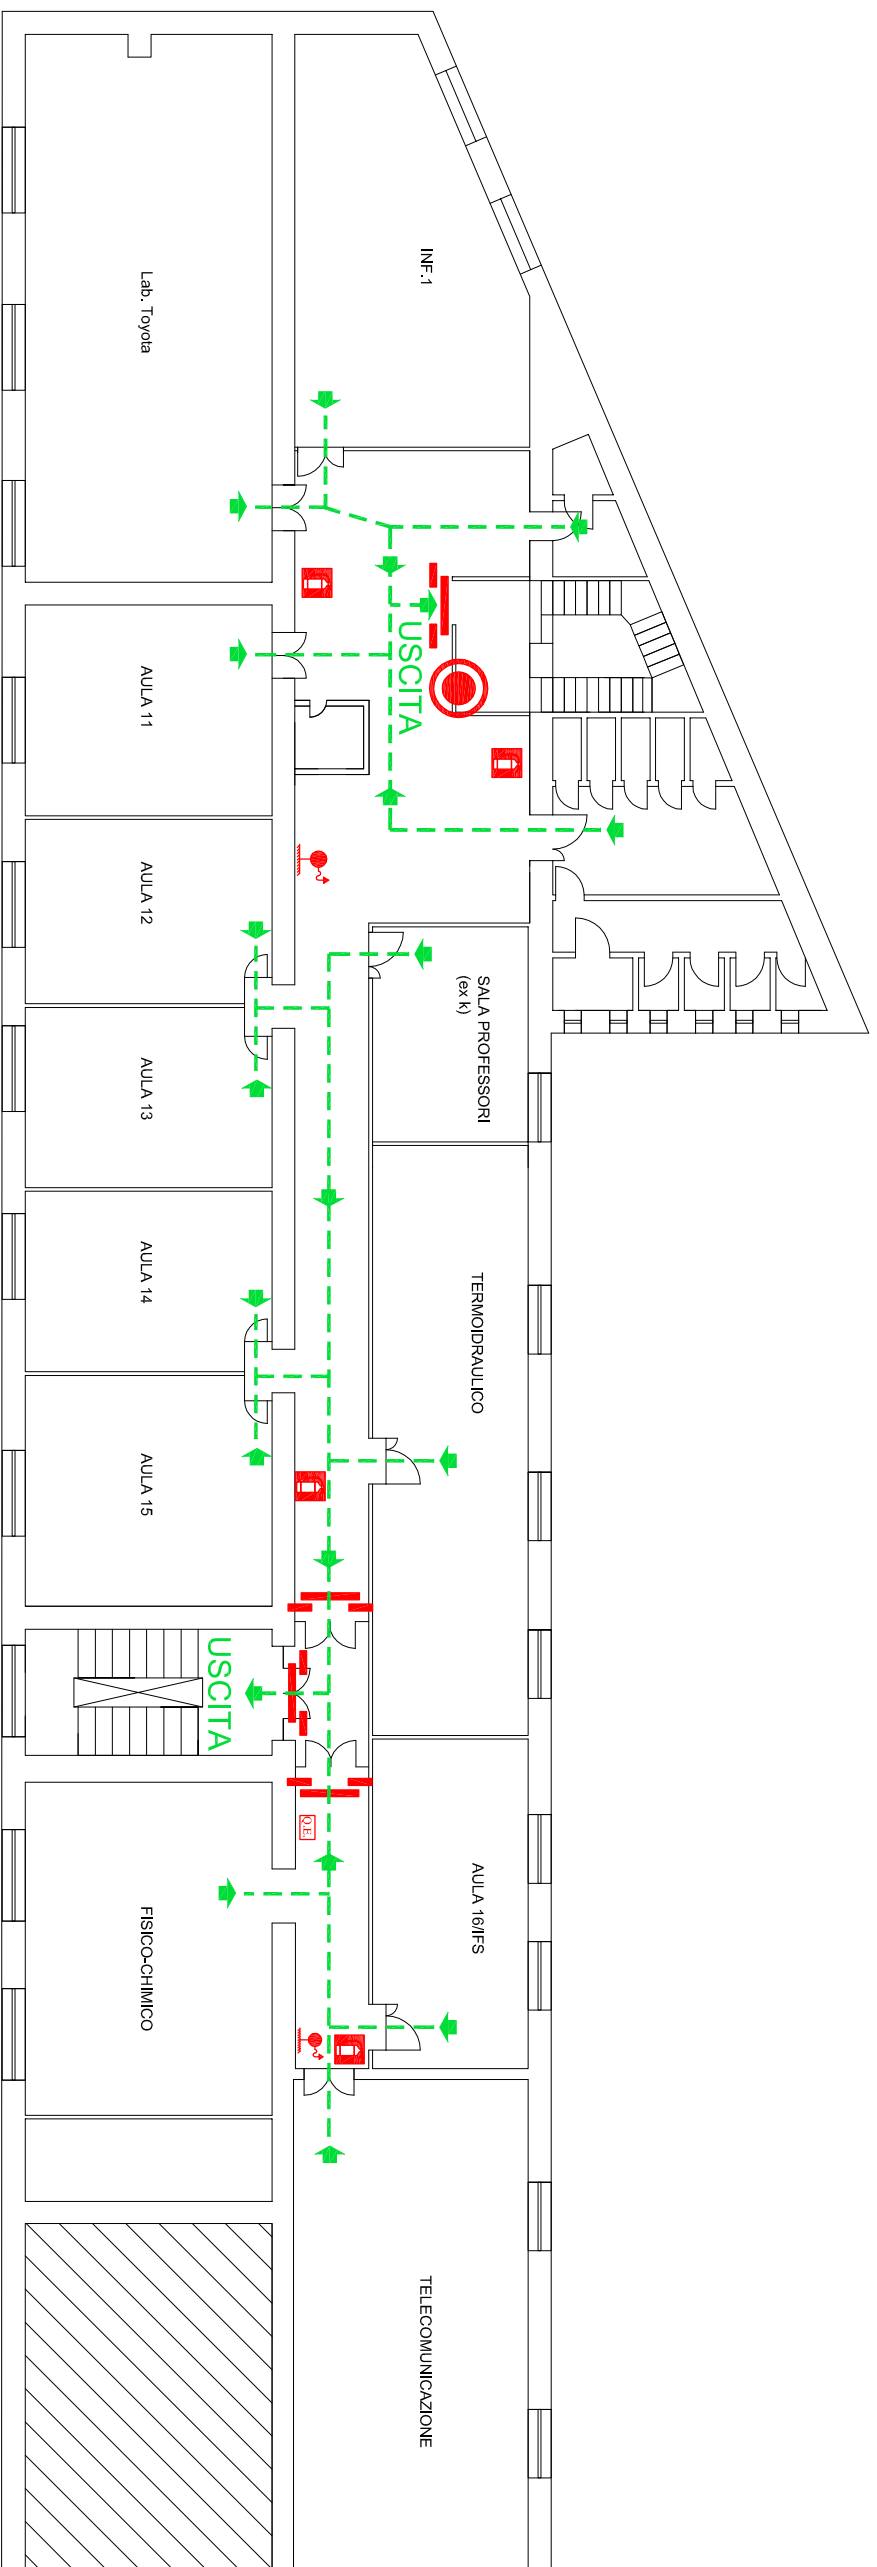 INF.1
Lab. Toyota
USCITA
AULA 11
AULA 12
SALA PROFESSORI
(ex k)
AULA 13
TERMOIDRAULICO
AULA 14
AULA 15
USCITA
Q.E.
AULA 16/IFS
FISICO-CHIMICO
TELECOMUNICAZIONE